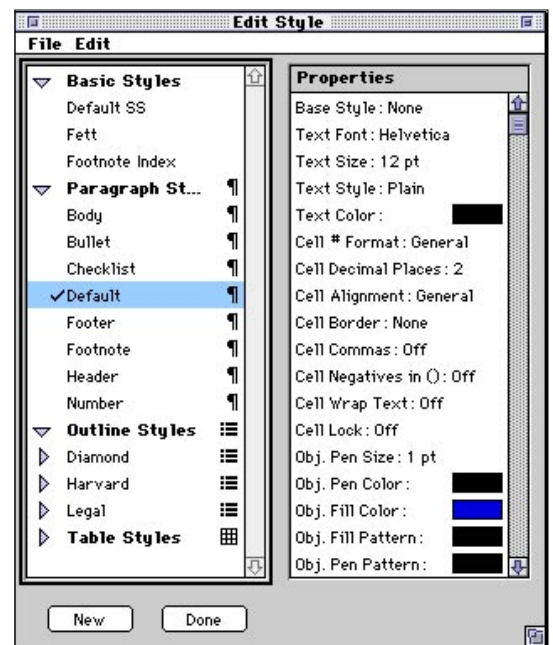 Edit Style
File Edit
Basic Styles
Default SS
Fett
Footnote Index
Paragraph St... ¶
Body ¶
Bullet ¶
Checklist ¶
✓Default ¶
Footer ¶
Footnote ¶
Header ¶
Number ¶
Outline Styles
Diamond
Harvard
Legal
Table Styles
Properties
Base Style: None
Text Font: Helvetica
Text Size: 12 pt
Text Style: Plain
Text Color:
Cell # Format: General
Cell Decimal Places: 2
Cell Alignment: General
Cell Border: None
Cell Commas: Off
Cell Negatives in (): Off
Cell Wrap Text: Off
Cell Lock: Off
Obj. Pen Size: 1 pt
Obj. Pen Color:
Obj. Fill Color:
Obj. Fill Pattern:
Obj. Pen Pattern:
New Done